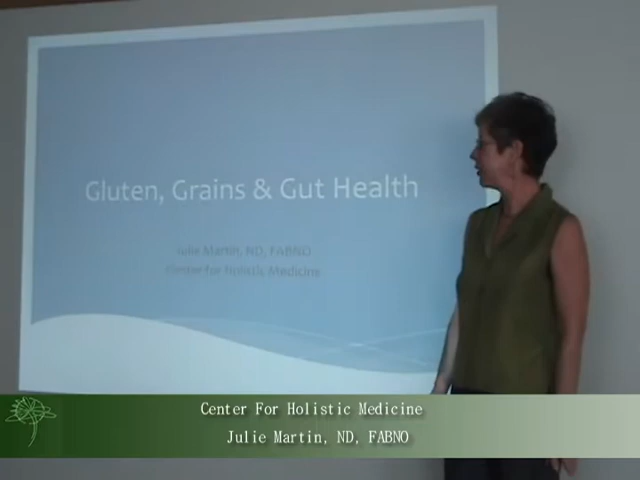 Gluten, Grains & Gut Health
Julie Martin, ND, FABNO
Center for Holistic Medicine
Center For Holistic Medicine
Julie Martin, ND, FABNO